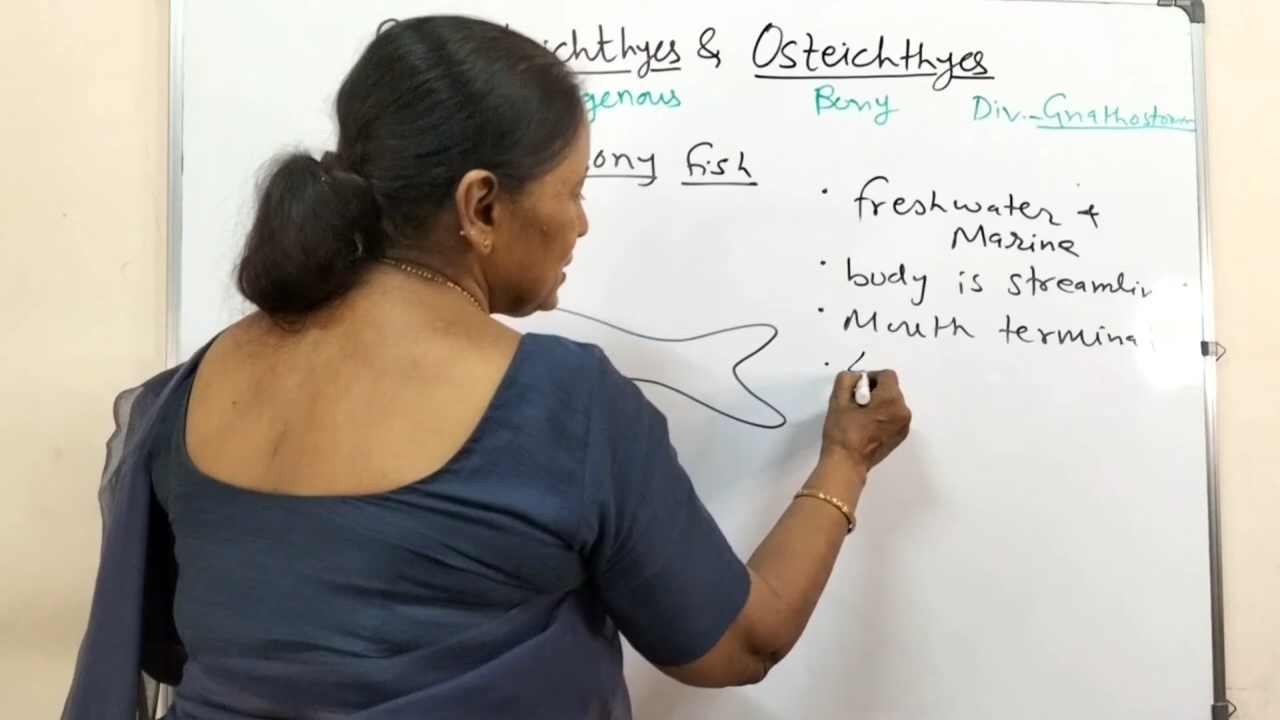 ichthyes & Osteichthyes
genous Bony Div.-Gnathostom
ony fish
• freshwater &
Marine
• body is streamlin
• Mouth termina
•